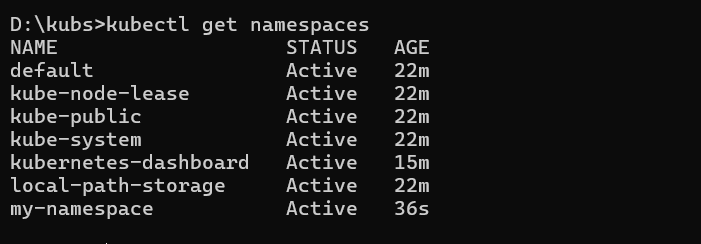 D:\kubs>kubectl get namespaces
NAME                   STATUS   AGE
default                Active   22m
kube-node-lease        Active   22m
kube-public            Active   22m
kube-system            Active   22m
kubernetes-dashboard   Active   15m
local-path-storage     Active   22m
my-namespace           Active   36s